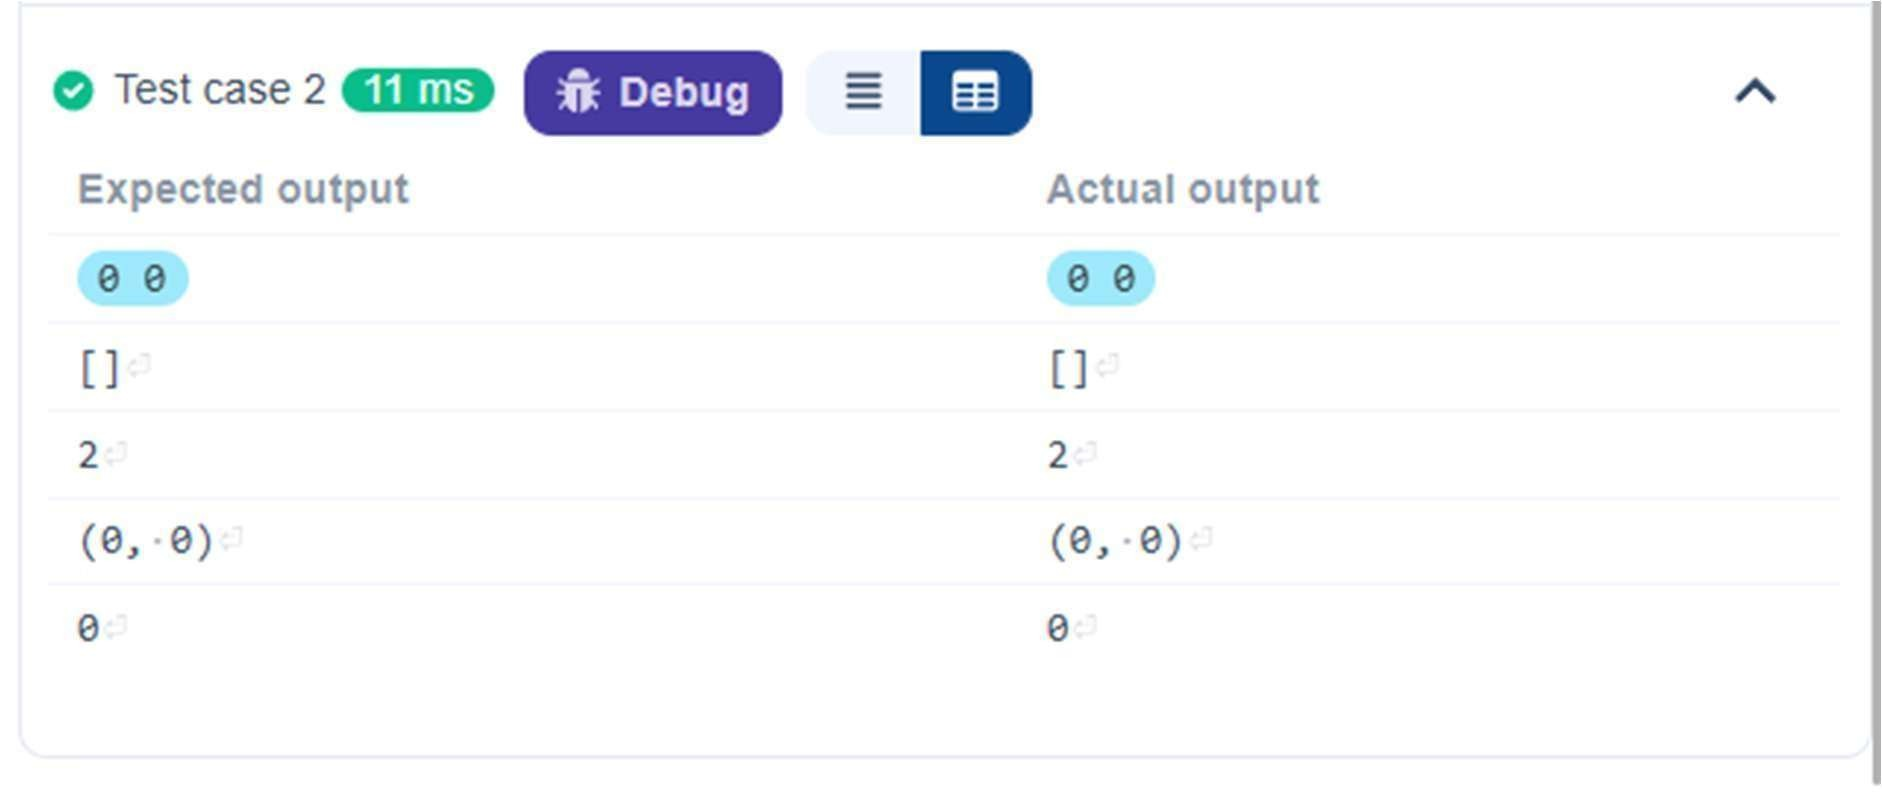 Test case 2 11 ms Debug
Expected output Actual output
0 0 0 0
[] []
2 2
(0, 0) (0, 0)
0 0